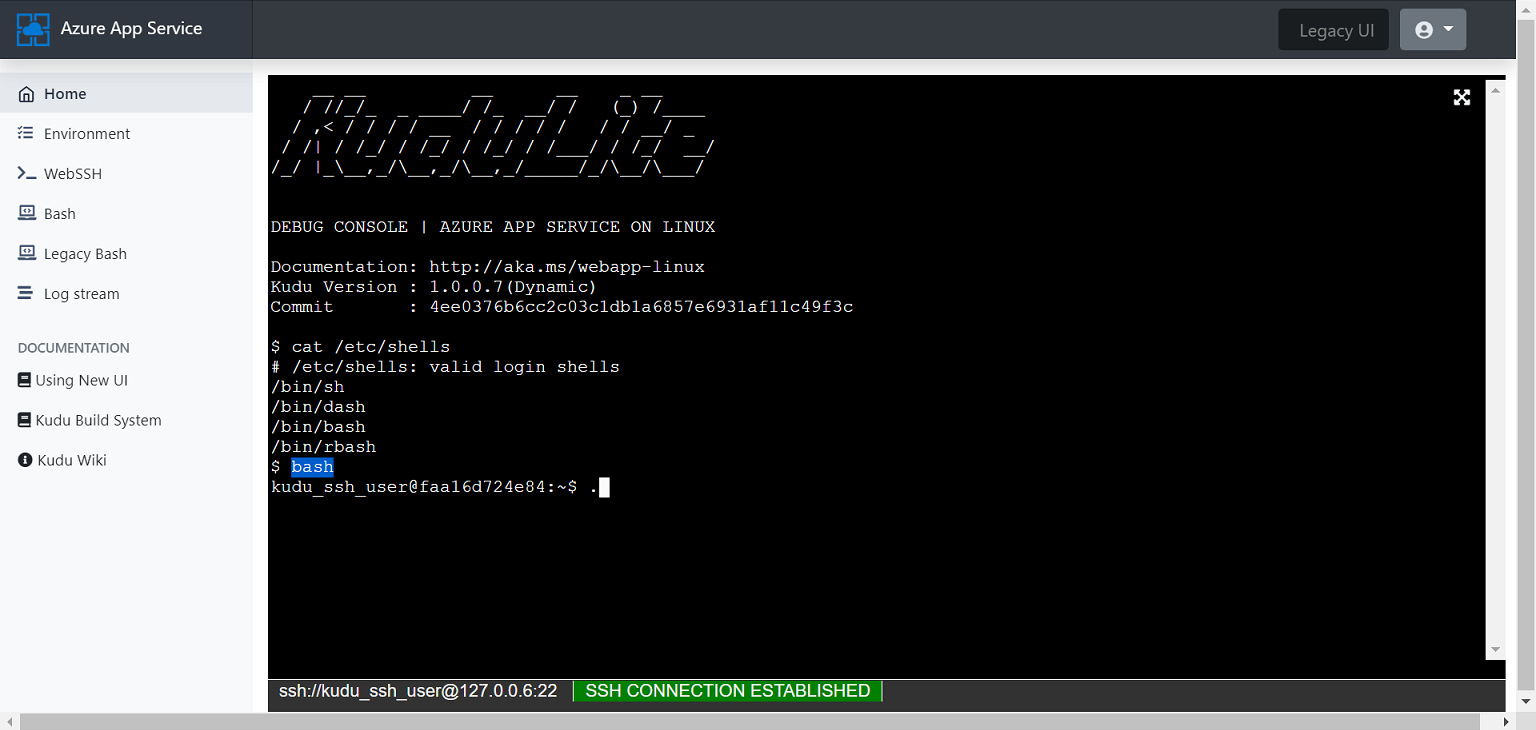 Azure App Service
Legacy UI
Home
Environment
WebSSH
Bash
Legacy Bash
Log stream
DOCUMENTATION
Using New UI
Kudu Build System
Kudu Wiki
KuduLite
DEBUG CONSOLE | AZURE APP SERVICE ON LINUX
Documentation: http://aka.ms/webapp-linux
Kudu Version : 1.0.0.7(Dynamic)
Commit       : 4ee0376b6cc2c03c1db1a6857e6931af11c49f3c
$ cat /etc/shells
# /etc/shells: valid login shells
/bin/sh
/bin/dash
/bin/bash
/bin/rbash
$ bash
kudu_ssh_user@faa16d724e84:~$ .
ssh://kudu_ssh_user@127.0.0.6:22
SSH CONNECTION ESTABLISHED